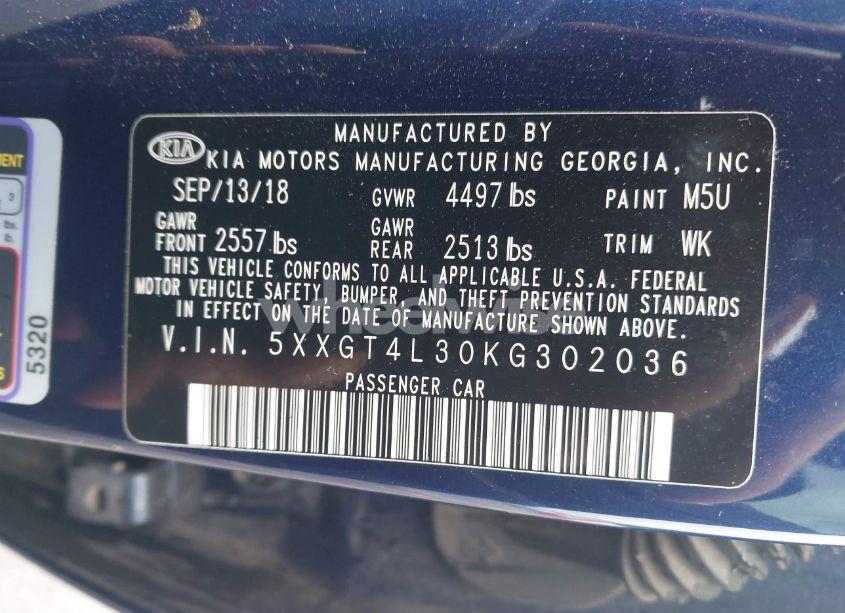 MANUFACTURED BY
KIA KIA MOTORS MANUFACTURING GEORGIA, INC.
SEP/13/18 GVWR 4497 lbs PAINT M5U
GAWR FRONT 2557 lbs GAWR REAR 2513 lbs TRIM WK
THIS VEHICLE CONFORMS TO ALL APPLICABLE U.S.A. FEDERAL
MOTOR VEHICLE SAFETY, BUMPER, AND THEFT PREVENTION STANDARDS
IN EFFECT ON THE DATE OF MANUFACTURE SHOWN ABOVE.
V.I.N. 5XXGT4L30KG302036
PASSENGER CAR
5320
3